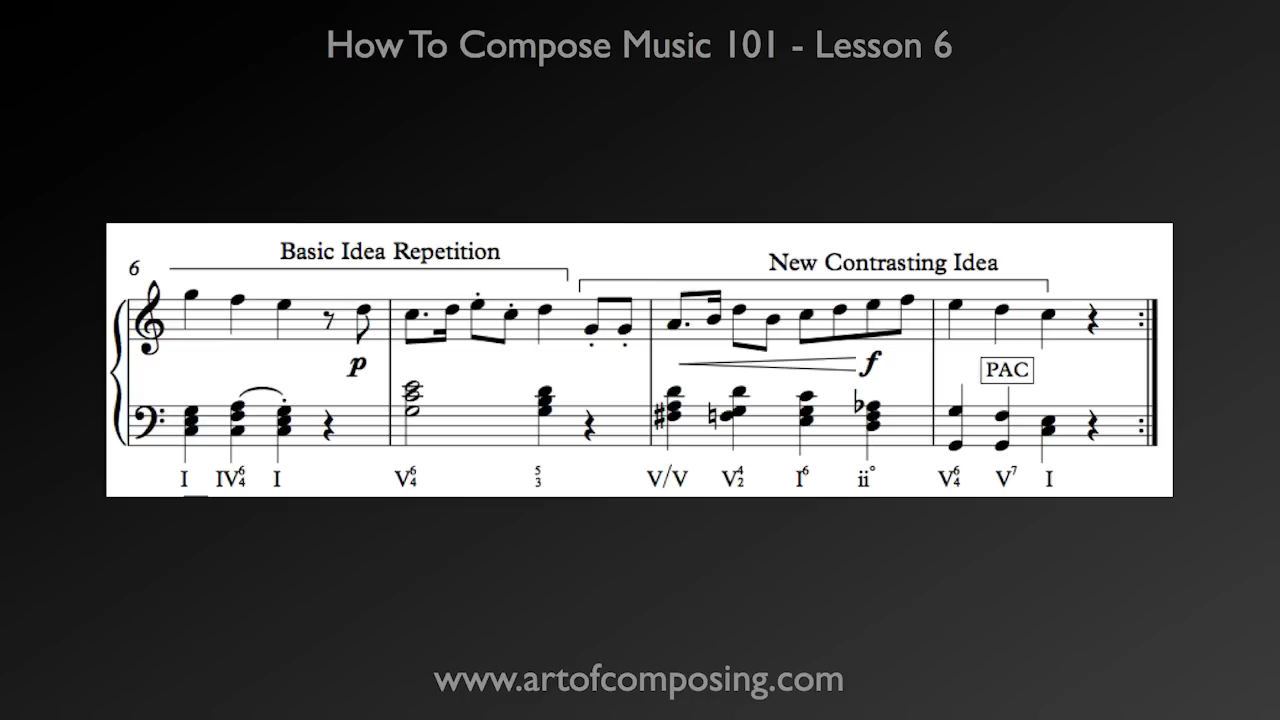 How To Compose Music 101 - Lesson 6
Basic Idea Repetition
New Contrasting Idea
6
p
f
PAC
I IV6/4 I V6/4 5/3 V/V V4/2 I6 ii° V6/4 V7 I
www.artofcomposing.com